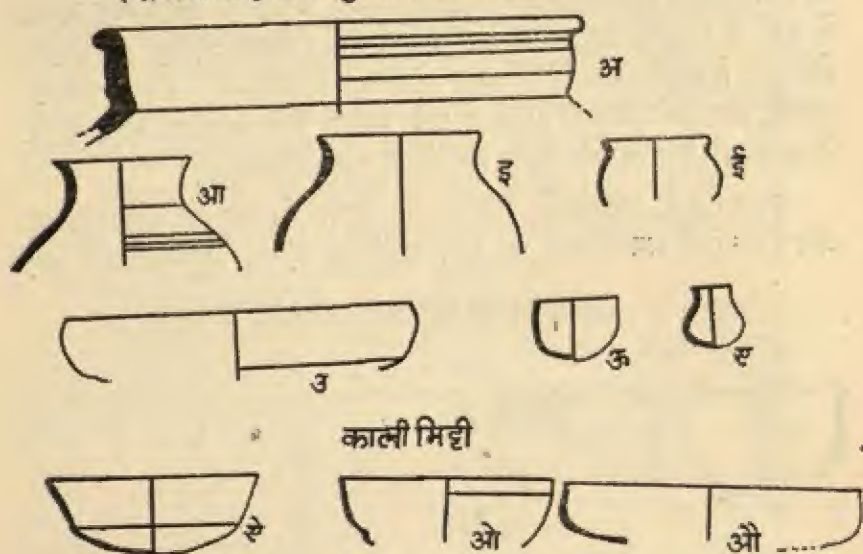 अ
आ इ ई
उ ऊ ए
काली मिट्टी
ऐ ओ औ